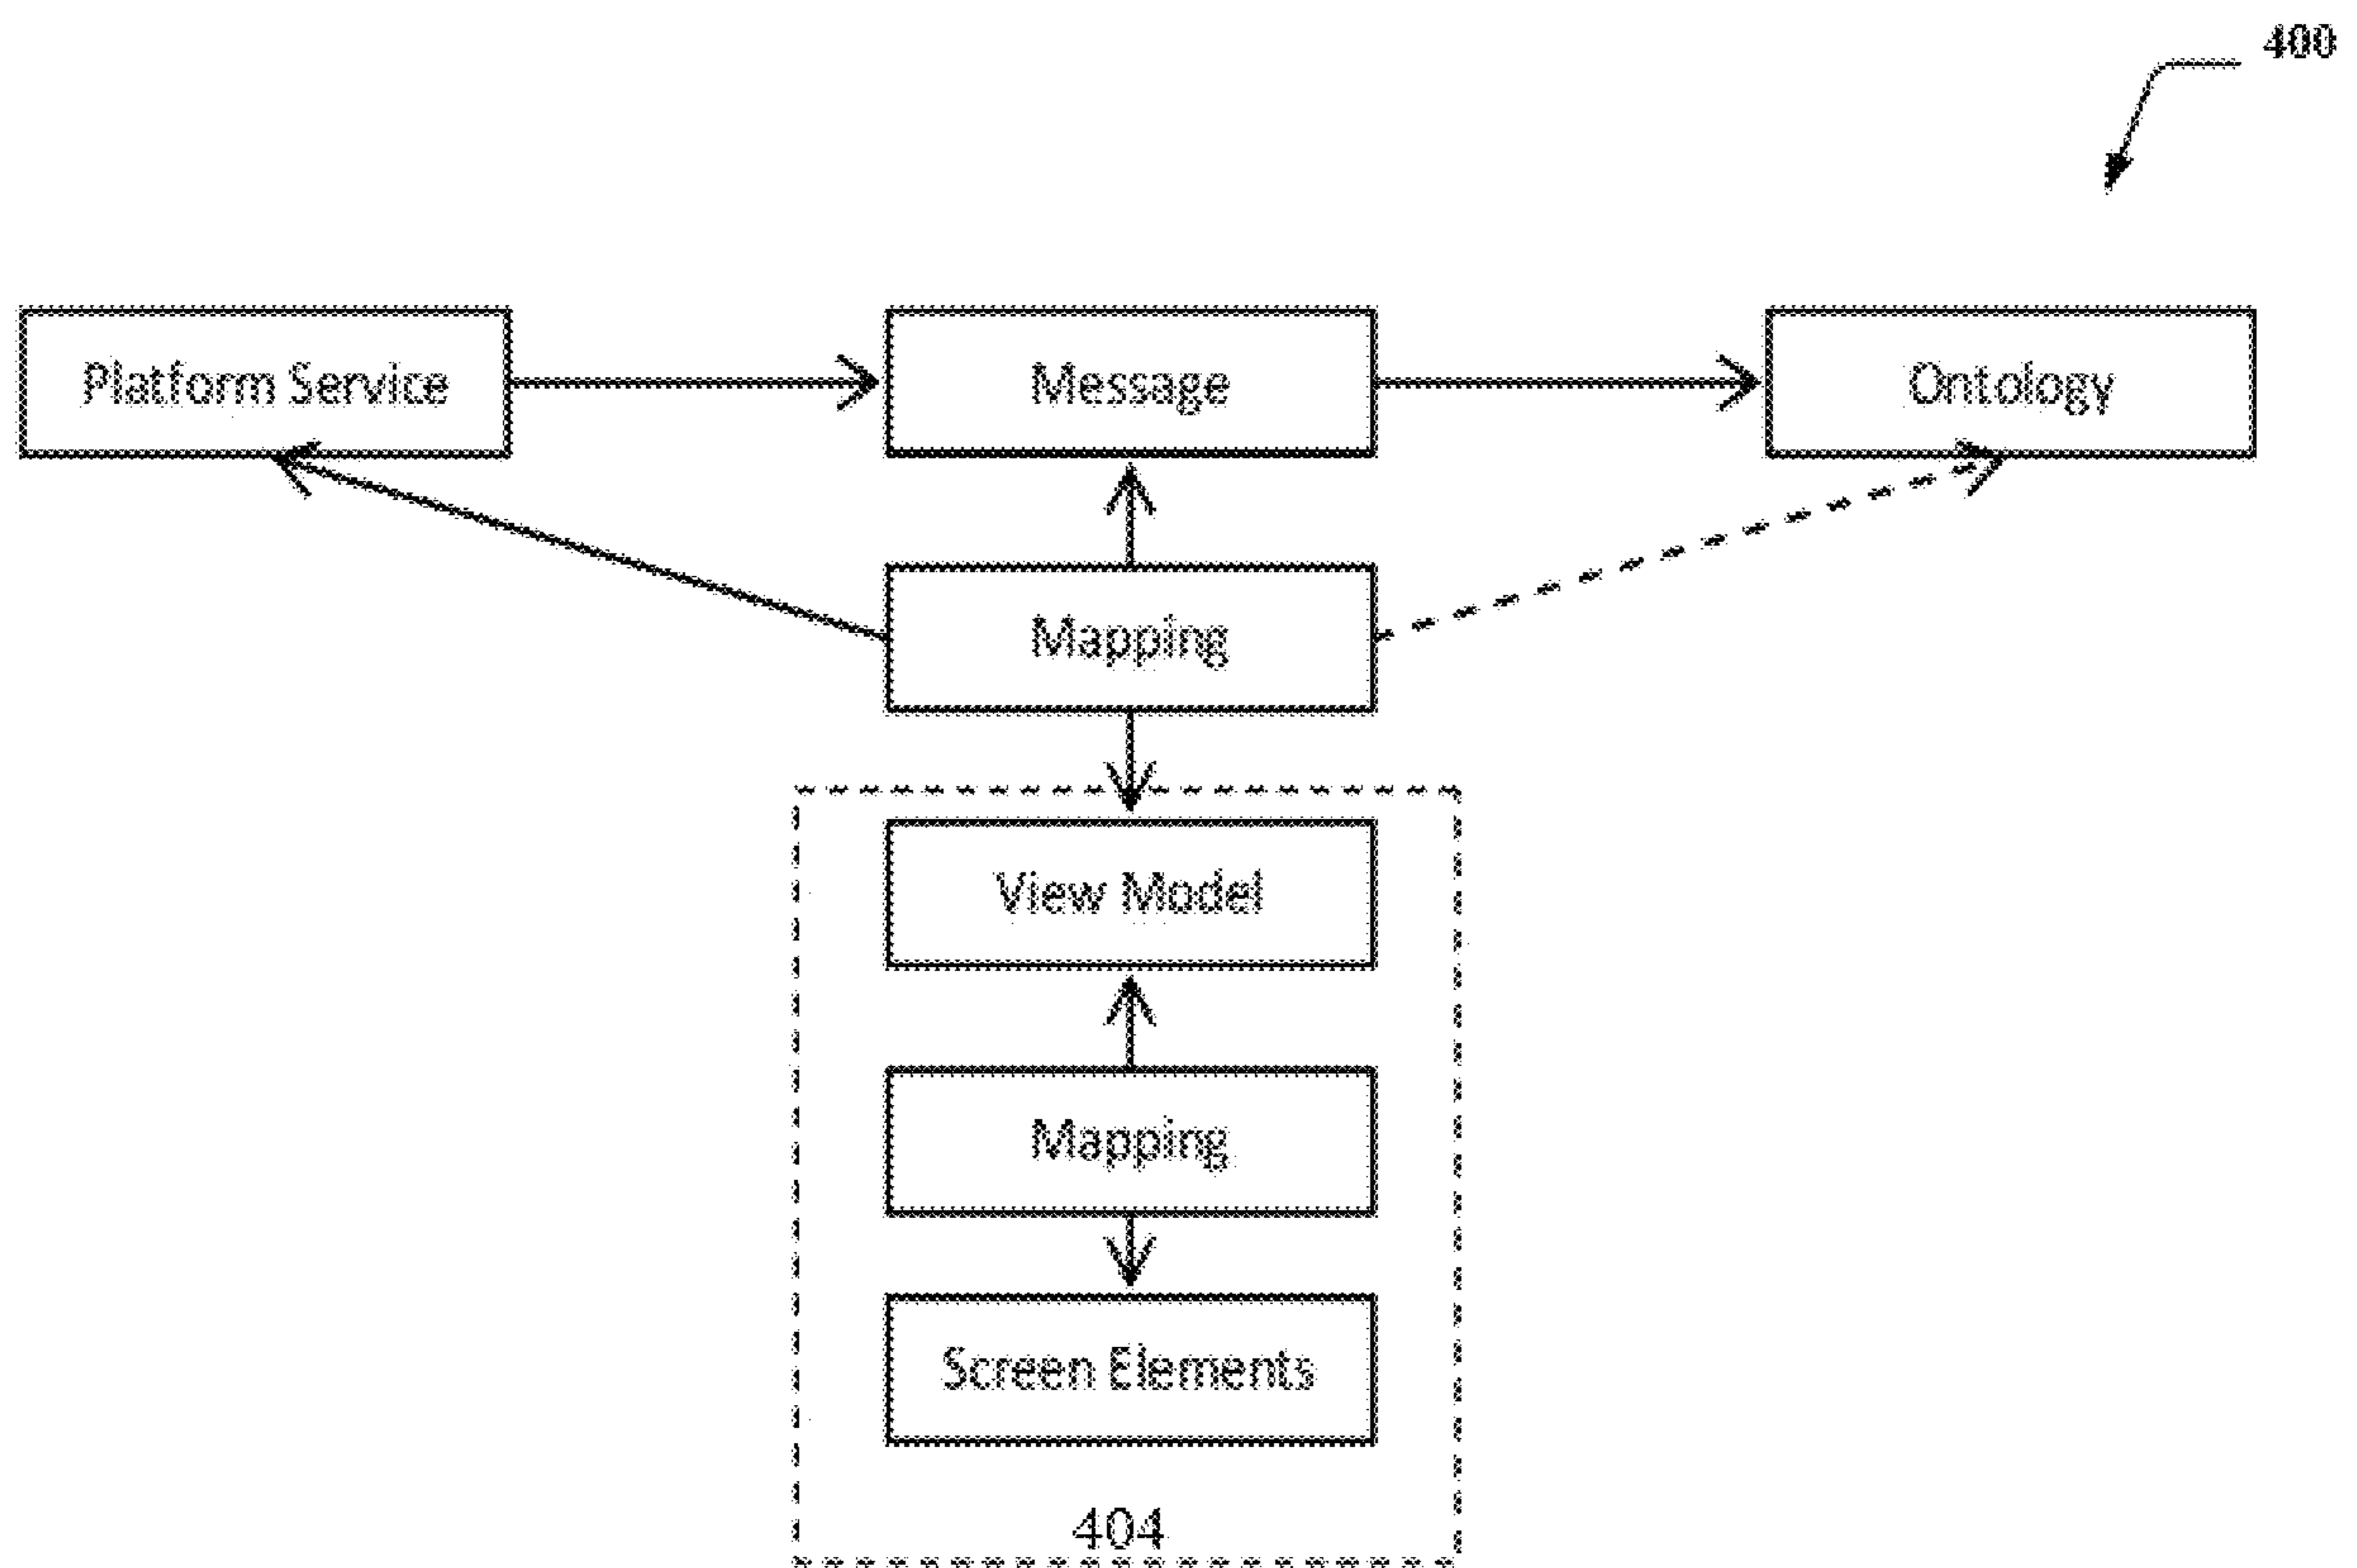 400
Platform Service
Message
Ontology
Mapping
View Model
Mapping
Screen Elements
404